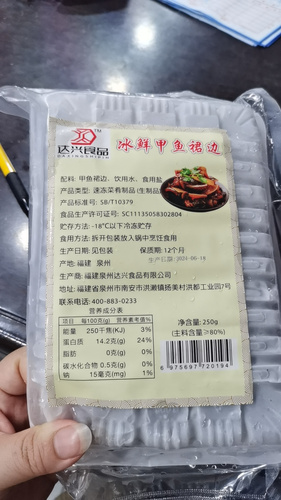 TM
达兴食品
DAXINGSHIPIN
冰鲜甲鱼裙边
配料：甲鱼裙边、饮用水、食用盐
产品类型：速冻菜肴制品(生制品)
产品标准号：SB/T10379
食品生产许可证号：SC11135058302804
贮存方法：-18°C以下冷冻贮存
食用方法：拆开包装放入锅中烹饪食用
生产日期：见包装 保质期：12个月
生产日期 2024-06-18
产地：福建 泉州
生产商：福建泉州达兴食品有限公司
地址：福建省泉州市南安市洪濑镇扬美村洪都工业园7号
联系电话：400-883-0233
营养成分表
项目 每100克(g) 营养素参考值%
能量 250千焦(KJ) 3%
蛋白质 14.2克(g) 24%
脂肪 0克(g) 0%
碳水化合物 0.5克(g) 0%
钠 15毫克(mg) 1%
净含量：250g
(主料含量≥80%)
6 975697 720194